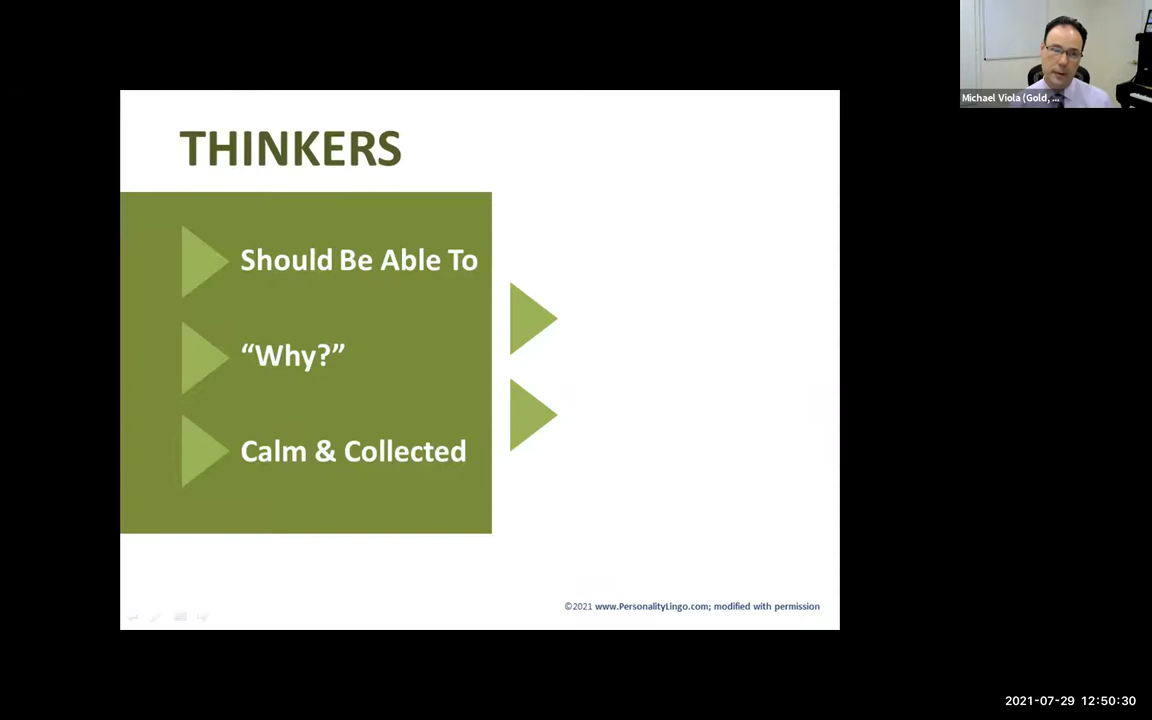 Michael Viola (Gold, ...
THINKERS
Should Be Able To
“Why?”
Calm & Collected
©2021 www.PersonalityLingo.com; modified with permission
2021-07-29 12:50:30